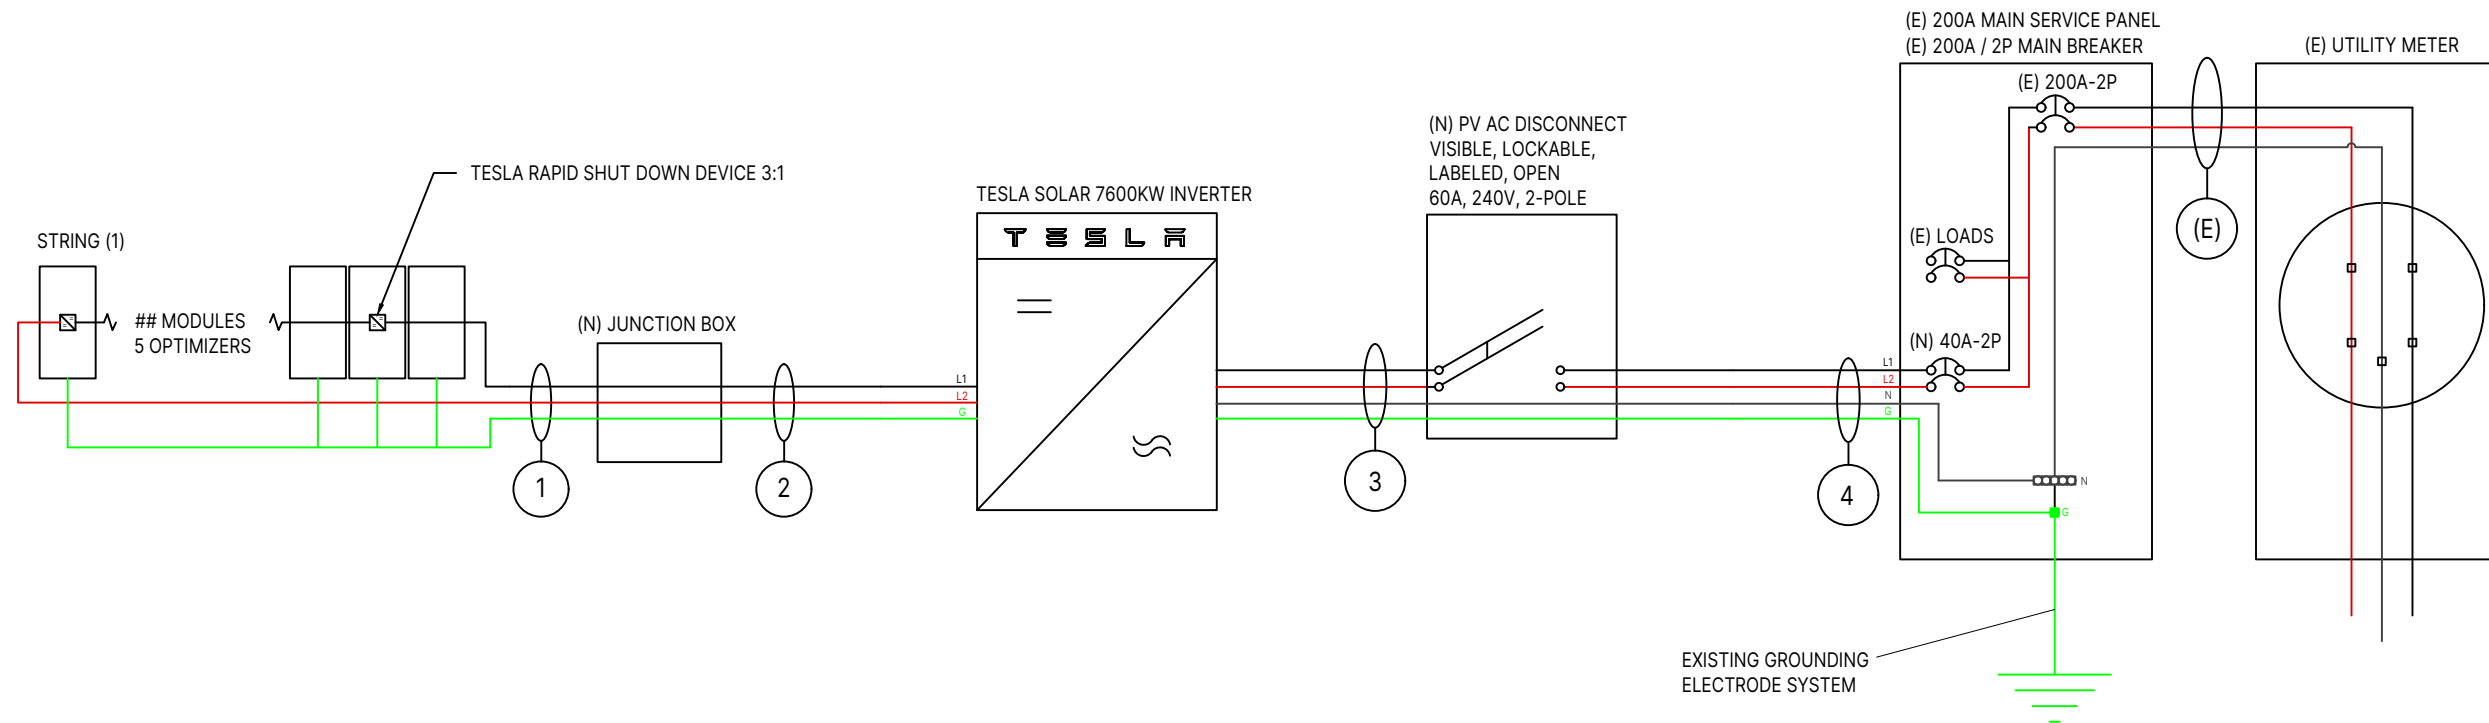 STRING (1)
## MODULES
5 OPTIMIZERS
TESLA RAPID SHUT DOWN DEVICE 3:1
(N) JUNCTION BOX
1
2
L1
L2
G
TESLA SOLAR 7600KW INVERTER
TESLA
3
(N) PV AC DISCONNECT
VISIBLE, LOCKABLE,
LABELED, OPEN
60A, 240V, 2-POLE
4
L1
L2
N
G
(E) 200A MAIN SERVICE PANEL
(E) 200A / 2P MAIN BREAKER
(E) 200A-2P
(E) LOADS
(N) 40A-2P
N
G
EXISTING GROUNDING
ELECTRODE SYSTEM
(E)
(E) UTILITY METER